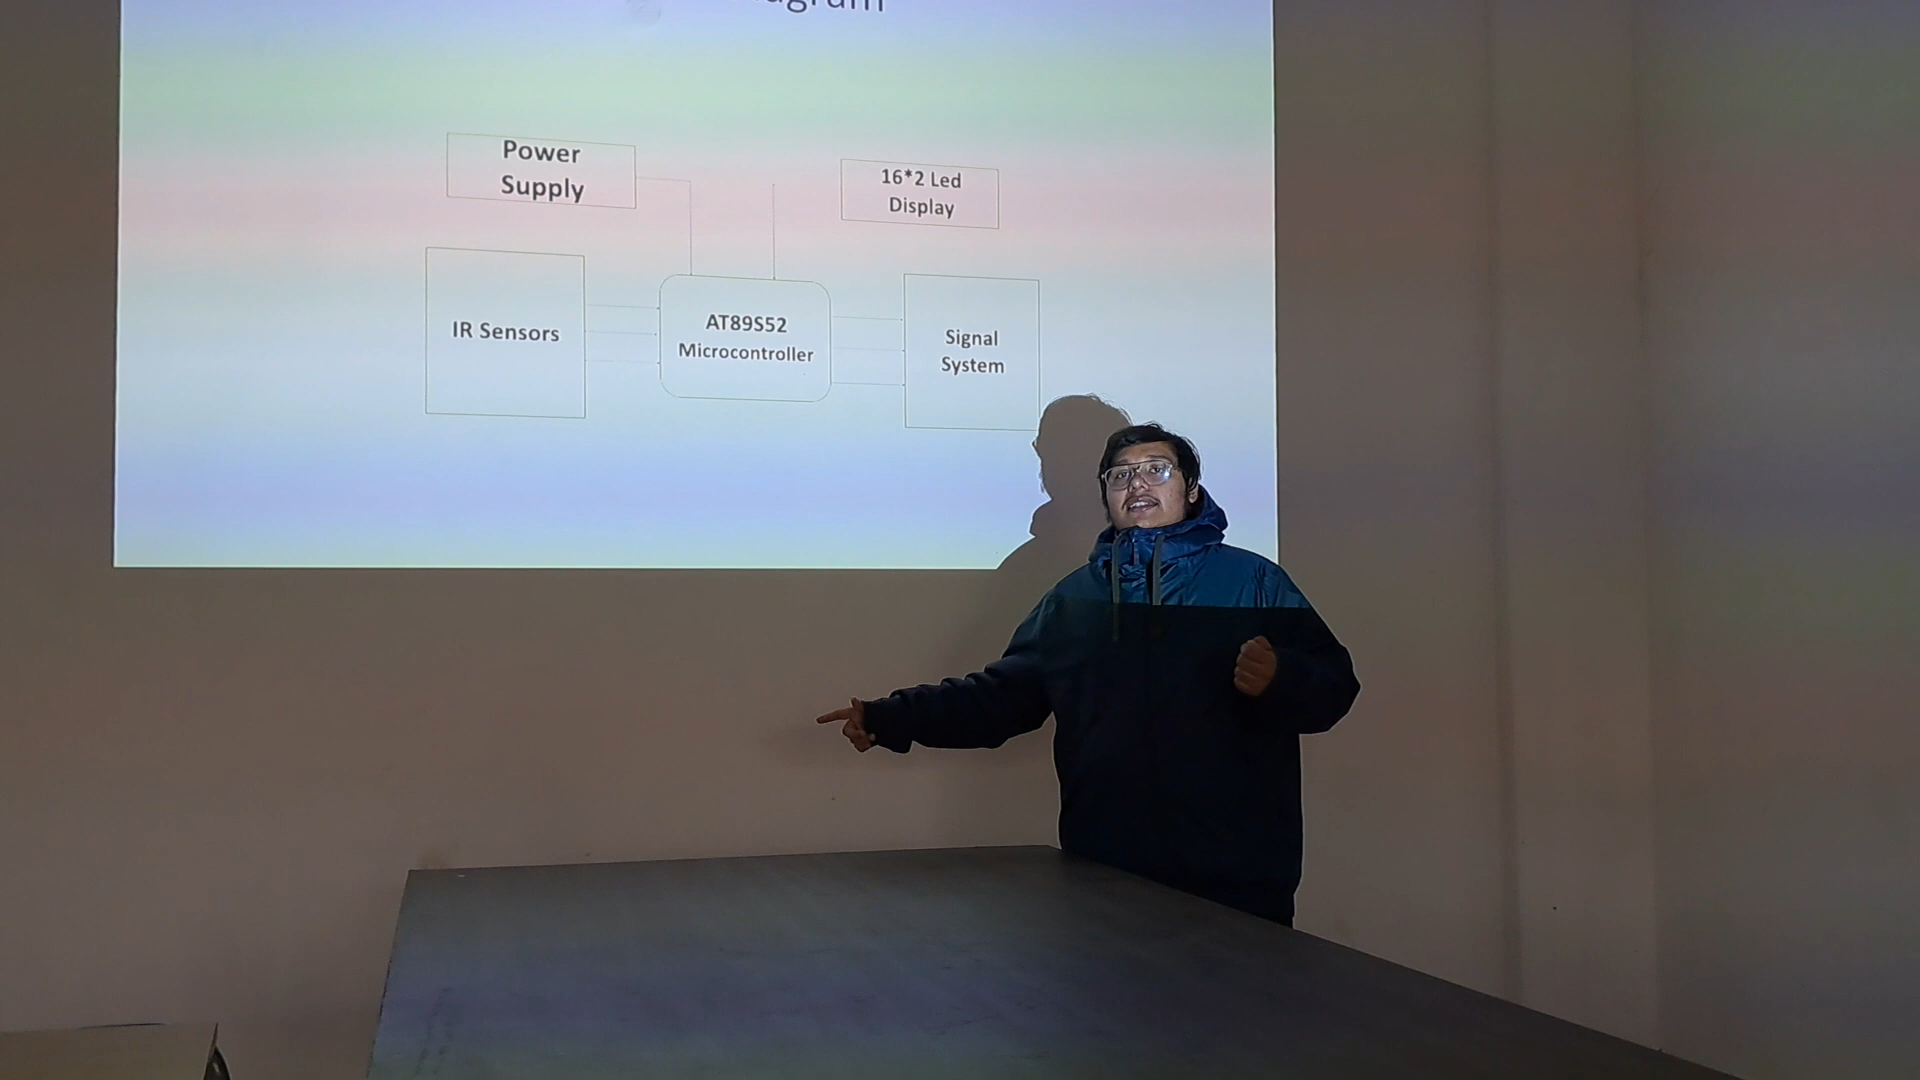 Power
Supply
16*2 Led
Display
IR Sensors
AT89S52
Microcontroller
Signal
System